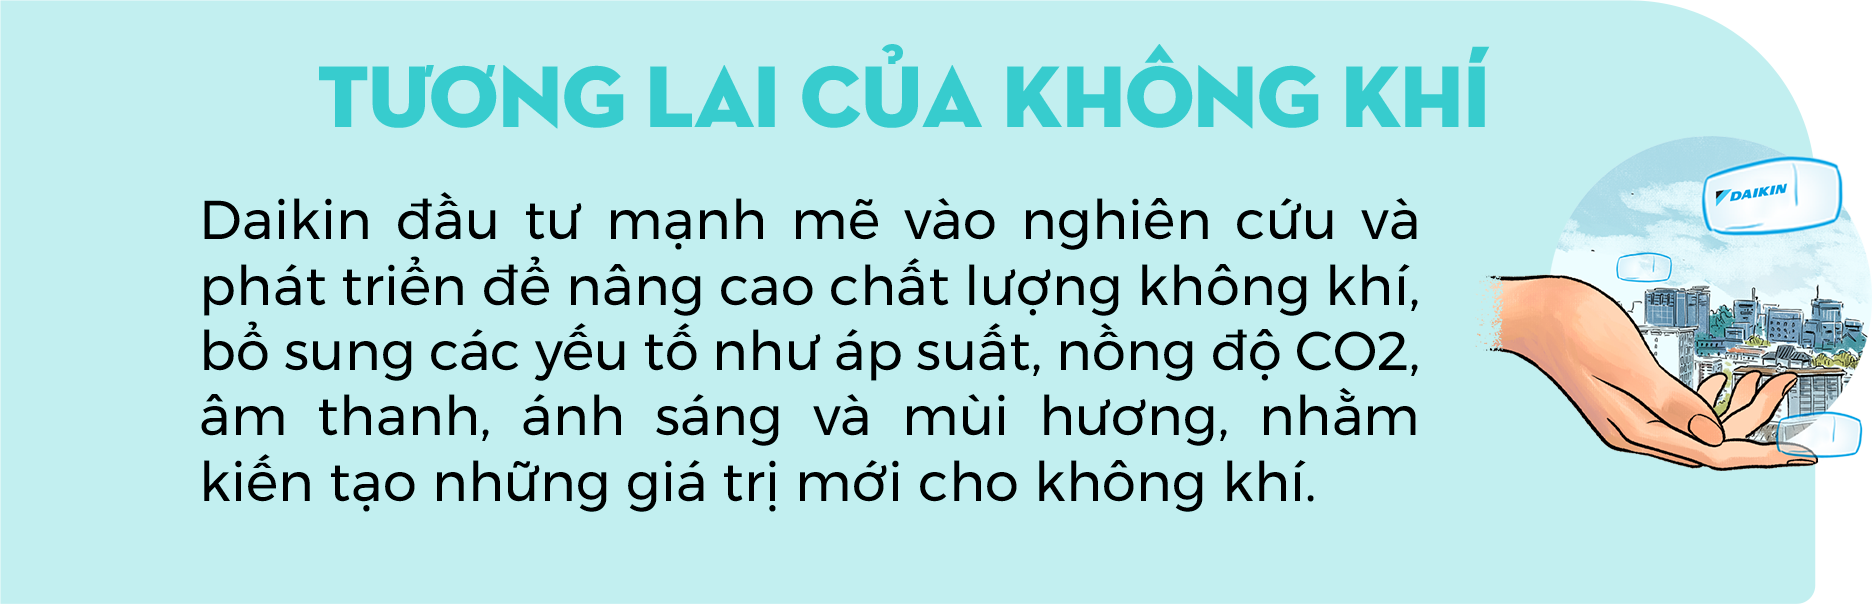 TƯƠNG LAI CỦA KHÔNG KHÍ
Daikin đầu tư mạnh mẽ vào nghiên cứu và
phát triển để nâng cao chất lượng không khí,
bổ sung các yếu tố như áp suất, nồng độ CO2,
âm thanh, ánh sáng và mùi hương, nhằm
kiến tạo những giá trị mới cho không khí.
DAIKIN